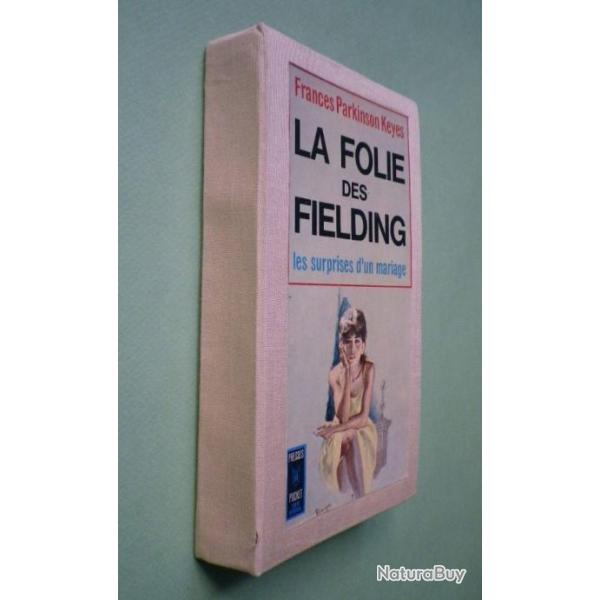 Frances Parkinson Keyes
LA FOLIE
DES
FIELDING
les surprises d'un mariage
PRESSES
POCKET
NaturaBuy